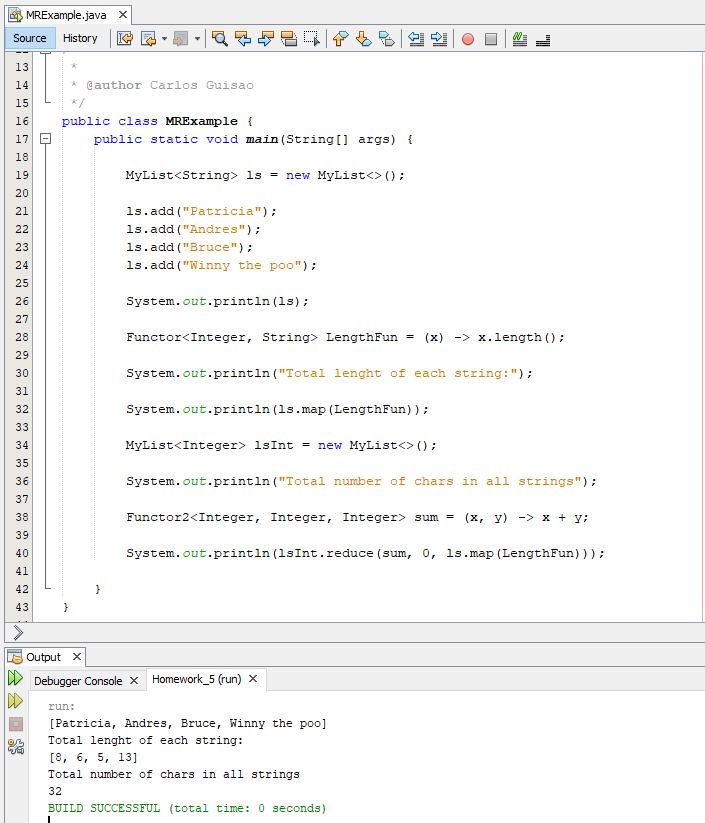 MRExample.java
Source History
13 *
14 * @author Carlos Guisao
15 */
16 public class MRExample {
17 public static void main(String[] args) {
18
19 MyList<String> ls = new MyList<>();
20
21 ls.add("Patricia");
22 ls.add("Andres");
23 ls.add("Bruce");
24 ls.add("Winny the poo");
25
26 System.out.println(ls);
27
28 Functor<Integer, String> LengthFun = (x) -> x.length();
29
30 System.out.println("Total lenght of each string:");
31
32 System.out.println(ls.map(LengthFun));
33
34 MyList<Integer> lsInt = new MyList<>();
35
36 System.out.println("Total number of chars in all strings");
37
38 Functor2<Integer, Integer, Integer> sum = (x, y) -> x + y;
39
40 System.out.println(lsInt.reduce(sum, 0, ls.map(LengthFun)));
41
42 }
43 }
Output
Debugger Console Homework_5 (run)
run:
[Patricia, Andres, Bruce, Winny the poo]
Total lenght of each string:
[8, 6, 5, 13]
Total number of chars in all strings
32
BUILD SUCCESSFUL (total time: 0 seconds)